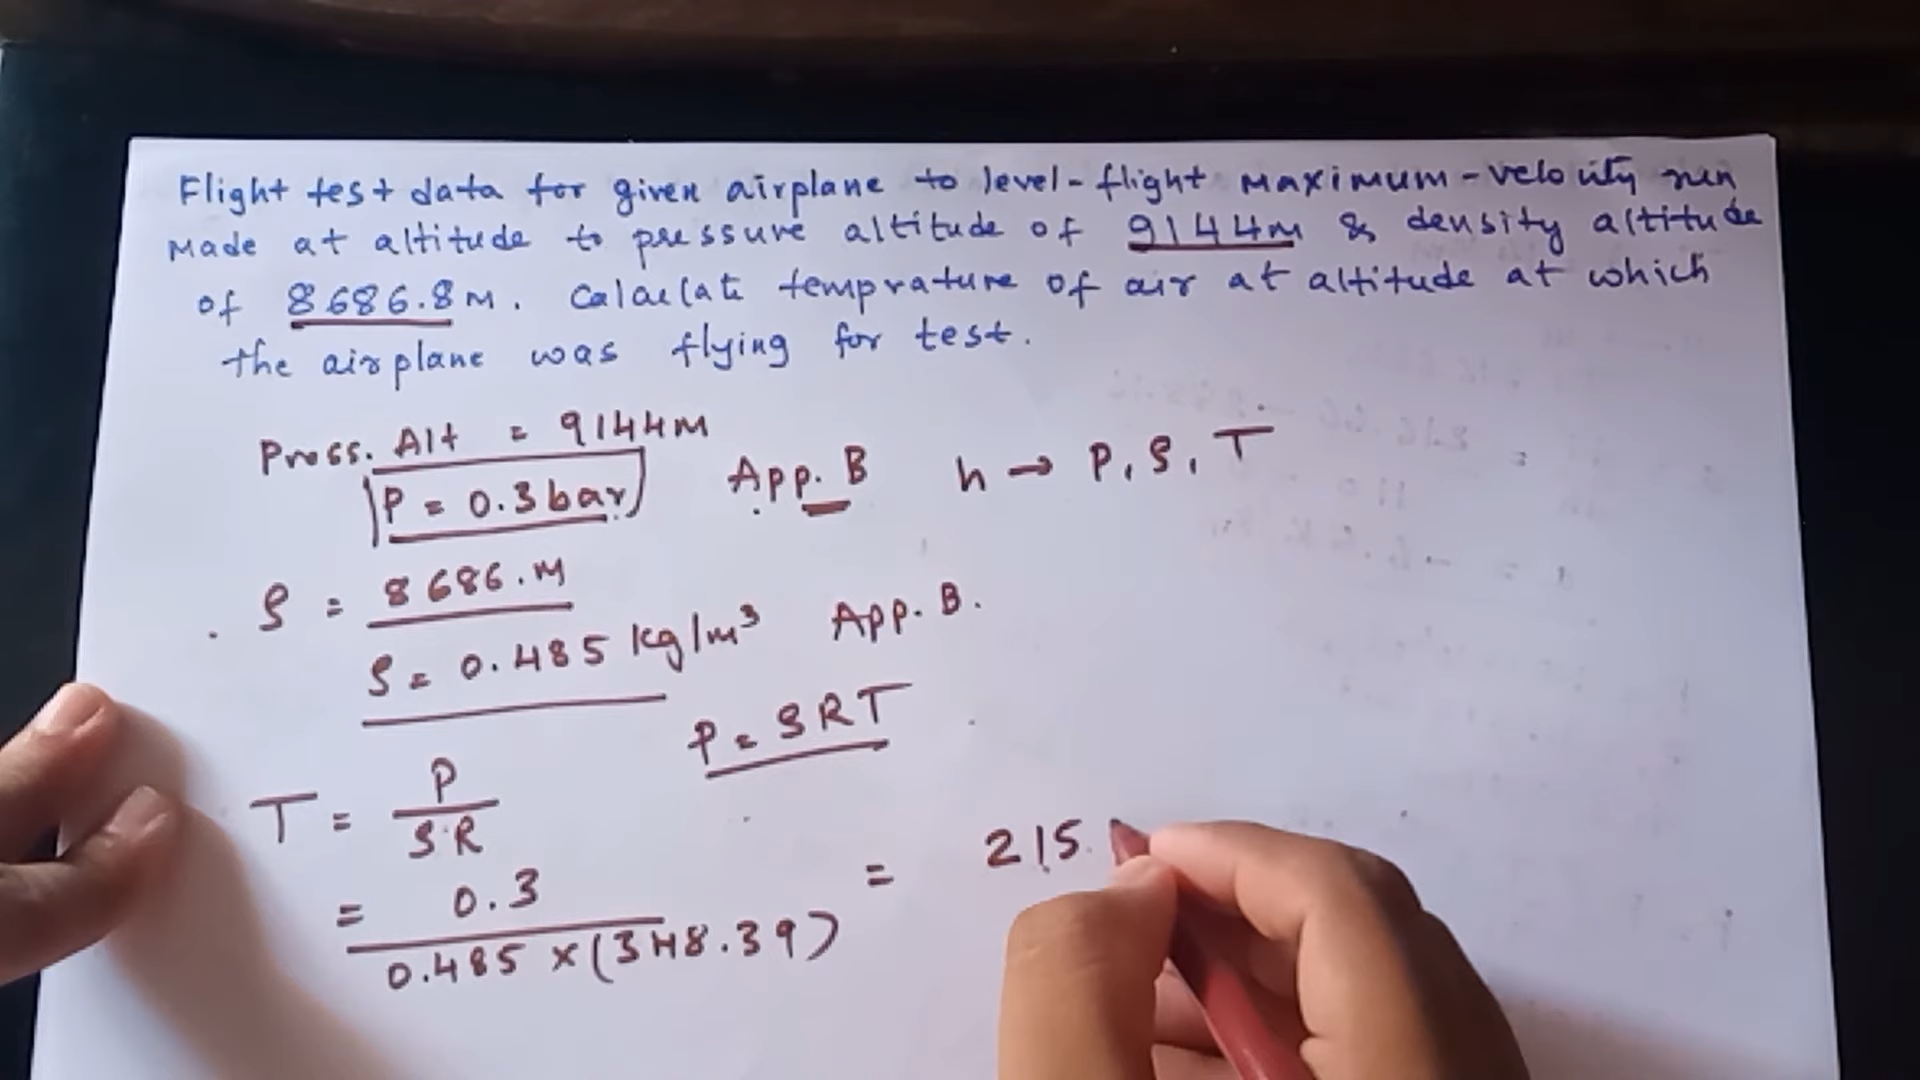 Flight test data for given airplane to level-flight maximum-velocity run
Made at altitude to pressure altitude of 9144m & density altitude
of 8686.8m. Calculate temprature of air at altitude at which
the airplane was flying for test.
Press. Alt = 9144m
P = 0.3 bar App. B h → P, ρ, T
ρ = 8686.m
ρ = 0.485 kg/m³ App. B.
P = ρRT
T = P / ρ.R
= 0.3 / 0.485 × (348.39) = 215.